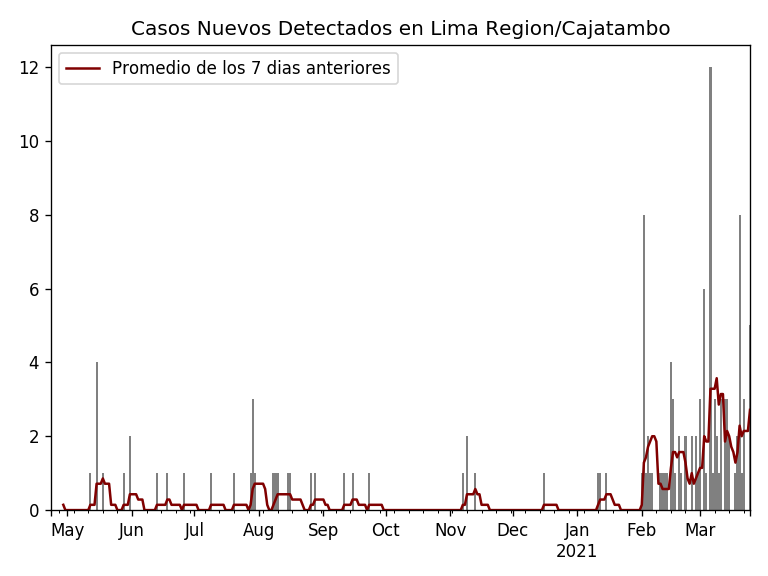 Casos Nuevos Detectados en Lima Region/Cajatambo
Promedio de los 7 dias anteriores
12
10
8
6
4
2
0
May Jun Jul Aug Sep Oct Nov Dec Jan Feb Mar
2021